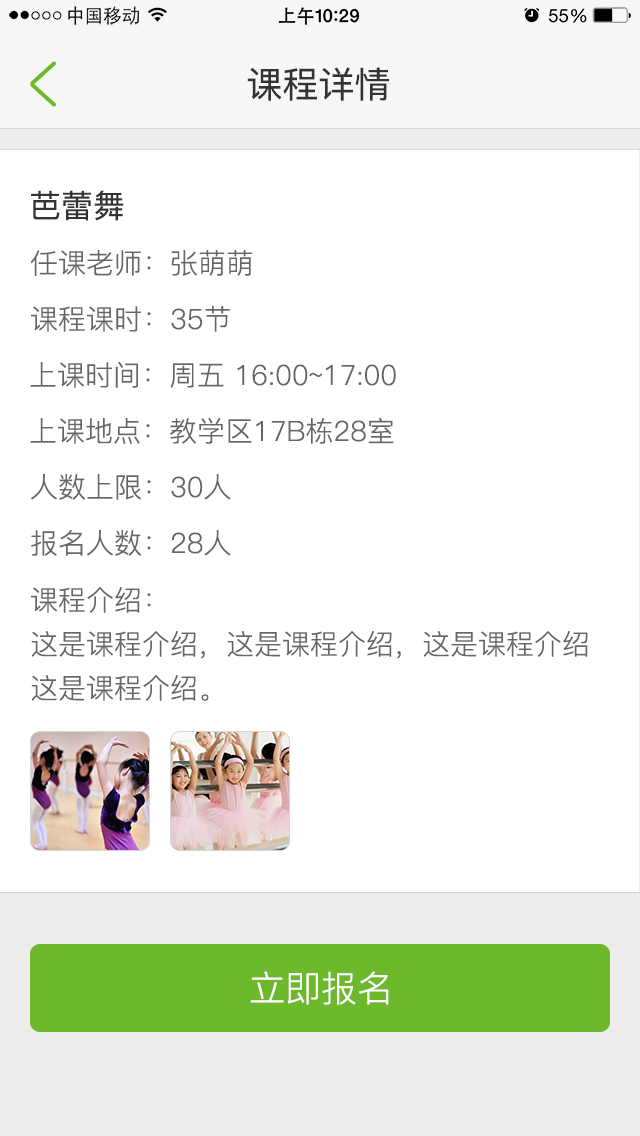 中国移动 上午10:29 55%
课程详情
芭蕾舞
任课老师：张萌萌
课程课时：35节
上课时间：周五 16:00~17:00
上课地点：教学区17B栋28室
人数上限：30人
报名人数：28人
课程介绍：
这是课程介绍，这是课程介绍，这是课程介绍
这是课程介绍。
立即报名